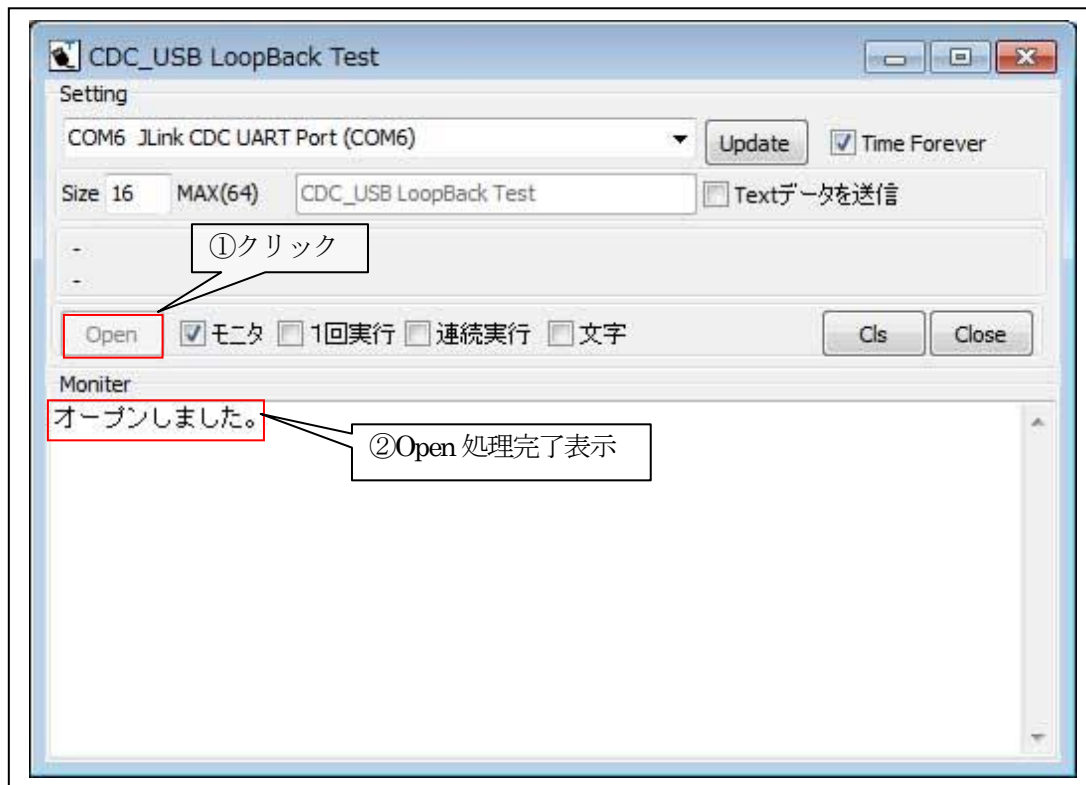 CDC_USB LoopBack Test
Setting
COM6 JLink CDC UART Port (COM6) Update Time Forever
Size 16 MAX(64) CDC_USB LoopBack Test Textデータを送信
-
①クリック
-
Open モニタ 1回実行 連続実行 文字 Cls Close
Moniter
オープンしました。
②Open 処理完了表示